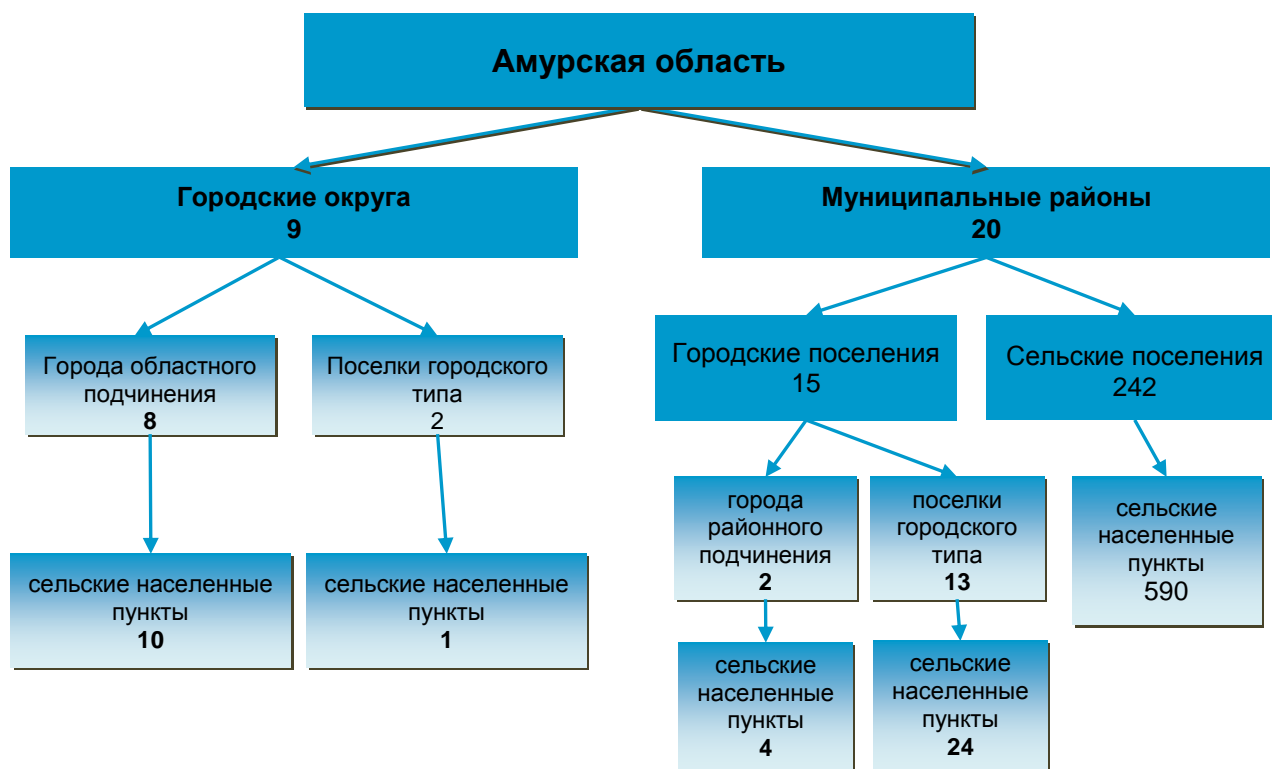 Амурская область
Городские округа
9
Муниципальные районы
20
Города областного
подчинения
8
Поселки городского
типа
2
Городские поселения
15
Сельские поселения
242
города
районного
подчинения
2
поселки
городского
типа
13
сельские
населенные
пункты
590
сельские населенные
пункты
10
сельские населенные
пункты
1
сельские
населенные
пункты
4
сельские
населенные
пункты
24